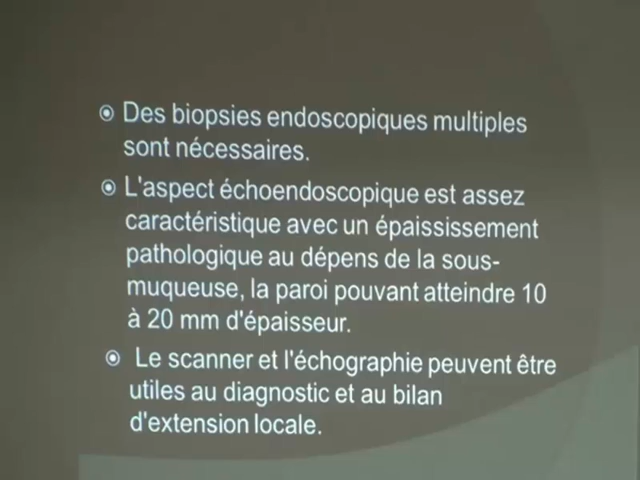 Des biopsies endoscopiques multiples
sont nécessaires.
L'aspect échoendoscopique est assez
caractéristique avec un épaississement
pathologique au dépens de la sous-
muqueuse, la paroi pouvant atteindre 10
à 20 mm d'épaisseur.
Le scanner et l'échographie peuvent être
utiles au diagnostic et au bilan
d'extension locale.